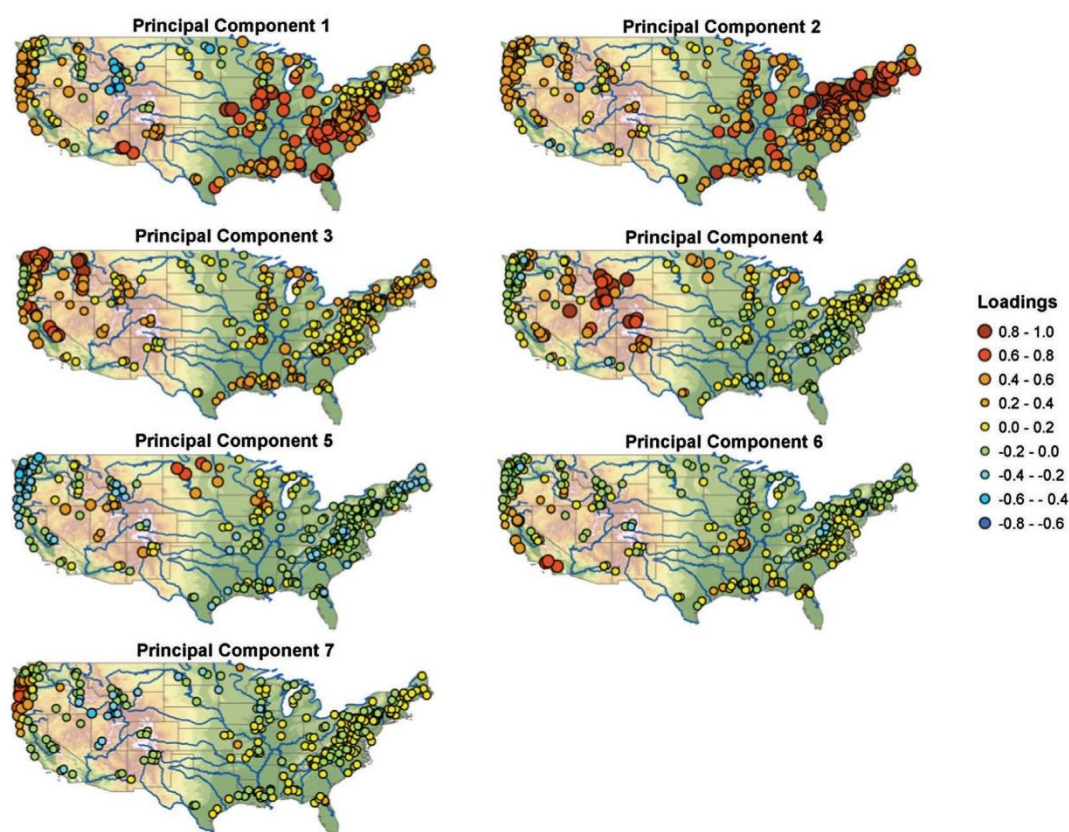 Principal Component 1
Principal Component 2
Principal Component 3
Principal Component 4
Principal Component 5
Principal Component 6
Principal Component 7
Loadings
0.8 - 1.0
0.6 - 0.8
0.4 - 0.6
0.2 - 0.4
0.0 - 0.2
-0.2 - 0.0
-0.4 - -0.2
-0.6 - -0.4
-0.8 - -0.6